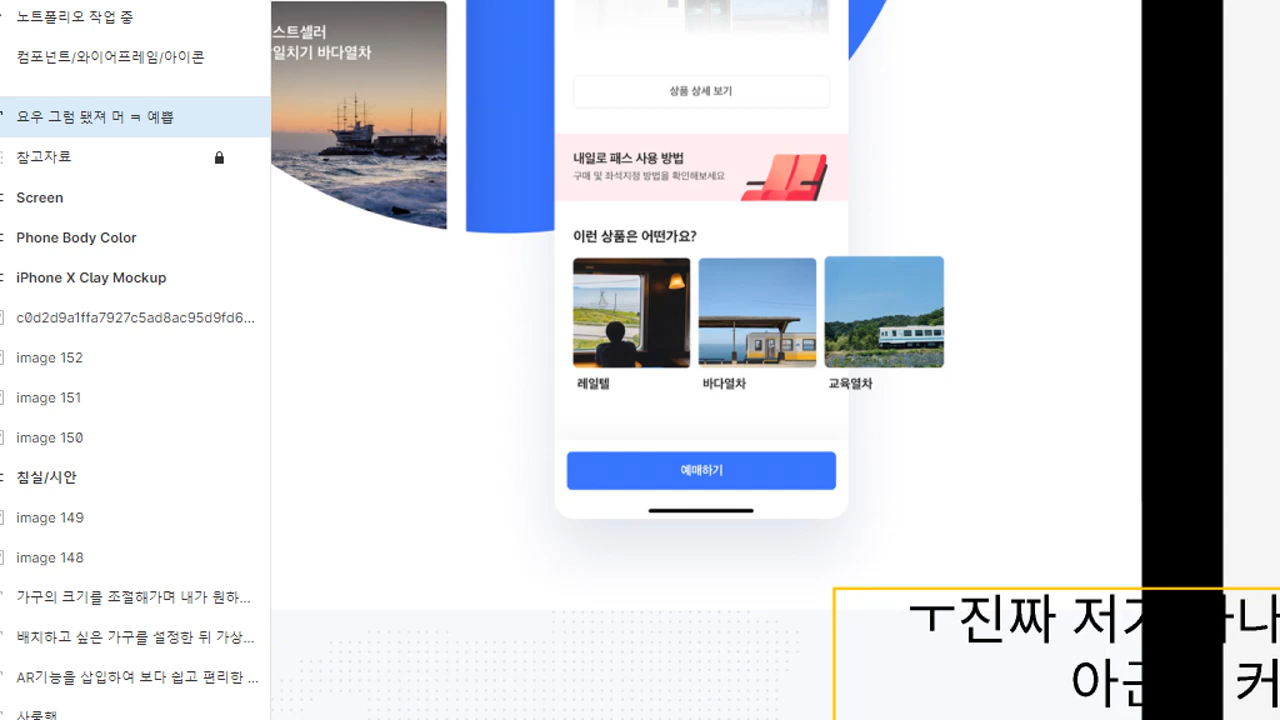 노트폴리오 작업 중
컴포넌트/와이어프레임/아이콘
요우 그럼 됐져 머 ㅋ 예쁩
참고자료
Screen
Phone Body Color
iPhone X Clay Mockup
c0d2d9a1ffa7927c5ad8ac95d9fd6...
image 152
image 151
image 150
침실/시안
image 149
image 148
가구의 크기를 조절해가며 내가 원하...
배치하고 싶은 가구를 설정한 뒤 가상...
AR기능을 삽입하여 보다 쉽고 편리한 ...
스트셀러
일치기 바다열차
상품 상세 보기
내일로 패스 사용 방법
구매 및 좌석지정 방법을 확인해보세요
이런 상품은 어떤가요?
레일텔
바다열차
교육열차
예매하기
ㅜ진짜